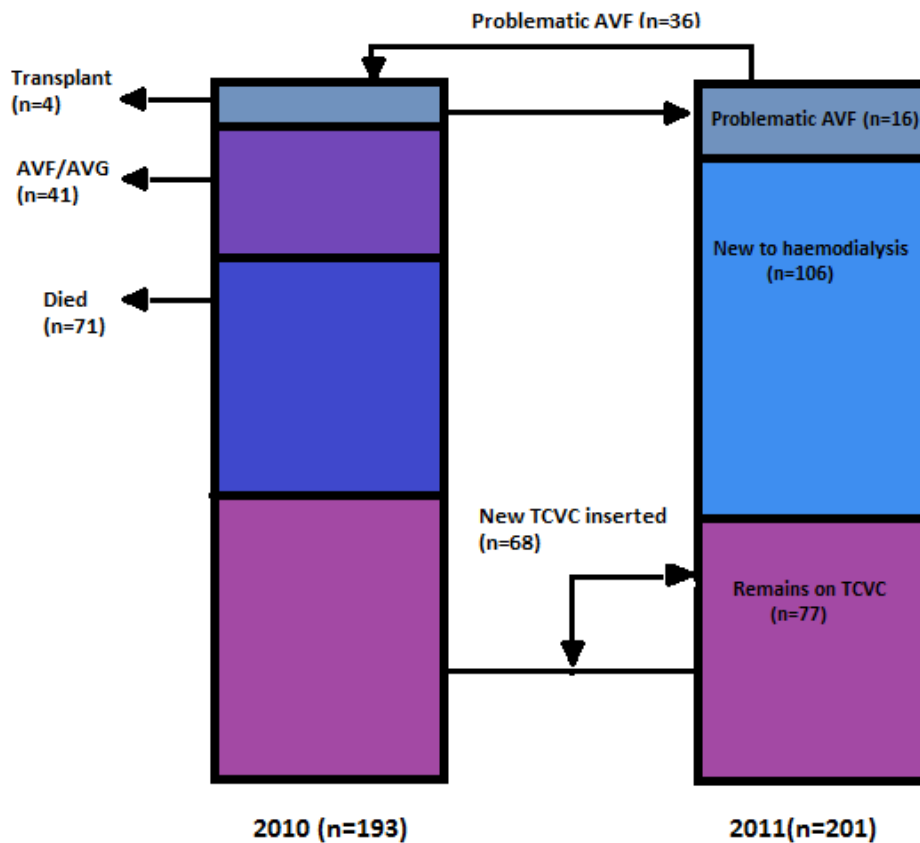 Problematic AVF (n=36)
Transplant
(n=4)
AVF/AVG
(n=41)
Died
(n=71)
Problematic AVF (n=16)
New to haemodialysis
(n=106)
New TCVC inserted
(n=68)
Remains on TCVC
(n=77)
2010 (n=193)
2011(n=201)